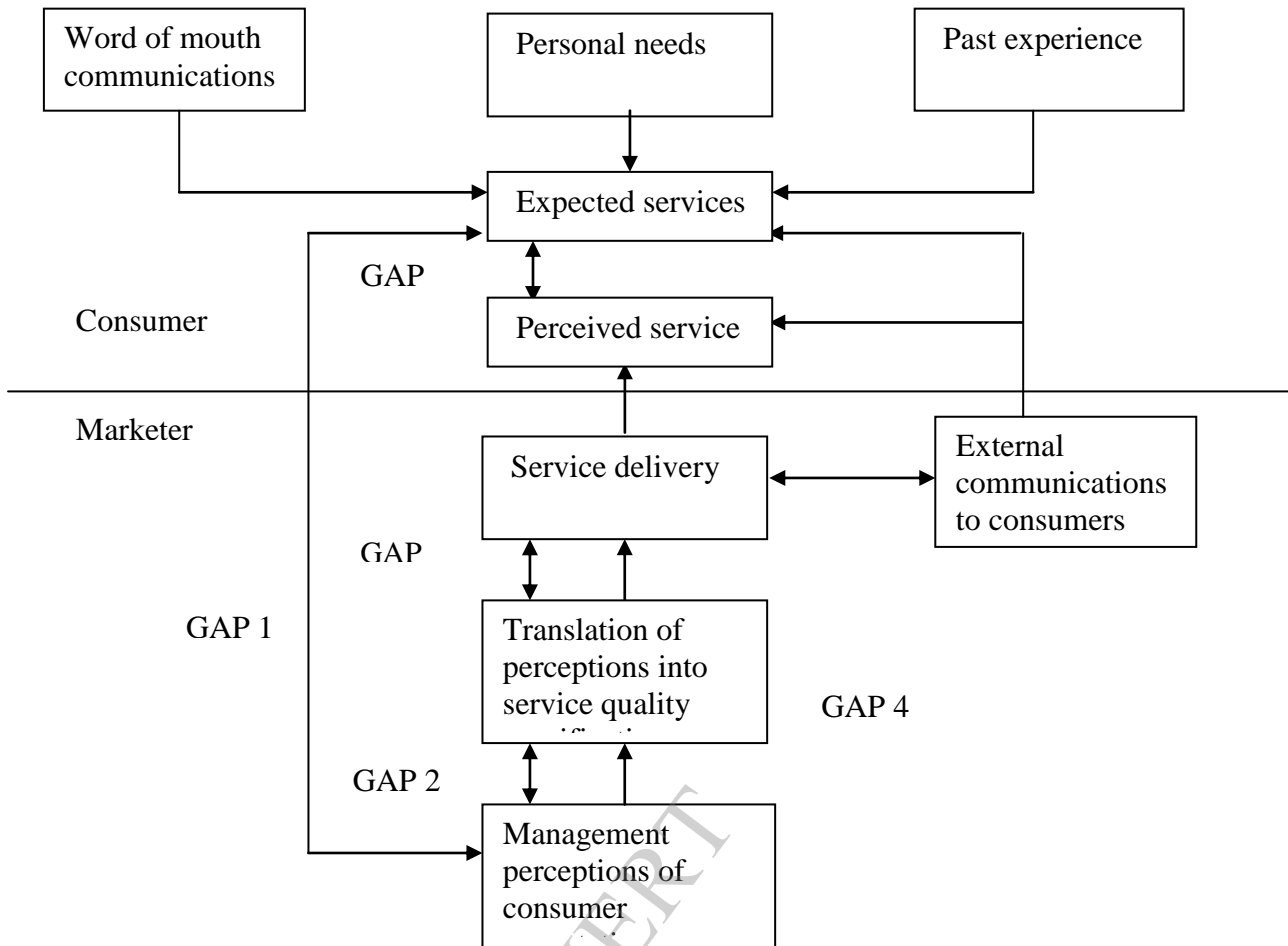 Word of mouth
communications
Personal needs
Past experience
Expected services
GAP
Consumer
Perceived service
Marketer
Service delivery
External
communications
to consumers
GAP
GAP 1
Translation of
perceptions into
service quality
GAP 4
GAP 2
Management
perceptions of
consumer